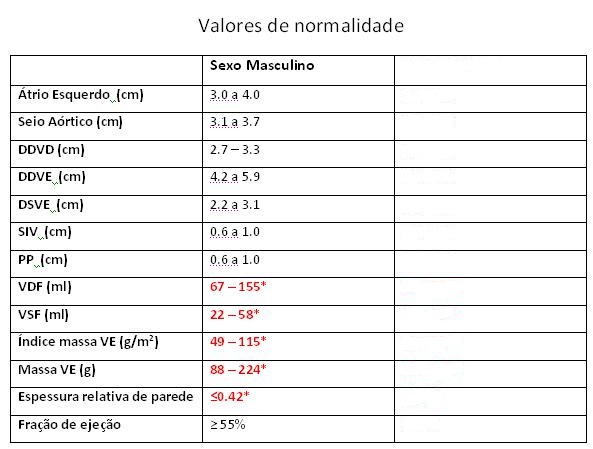 Valores de normalidade
Sexo Masculino
Átrio Esquerdo (cm) 3.0 a 4.0
Seio Aórtico (cm) 3.1 a 3.7
DDVD (cm) 2.7 – 3.3
DDVE (cm) 4.2 a 5.9
DSVE (cm) 2.2 a 3.1
SIV (cm) 0.6 a 1.0
PP (cm) 0.6 a 1.0
VDF (ml) 67 – 155*
VSF (ml) 22 – 58*
Índice massa VE (g/m²) 49 – 115*
Massa VE (g) 88 – 224*
Espessura relativa de parede ≤0.42*
Fração de ejeção ≥ 55%